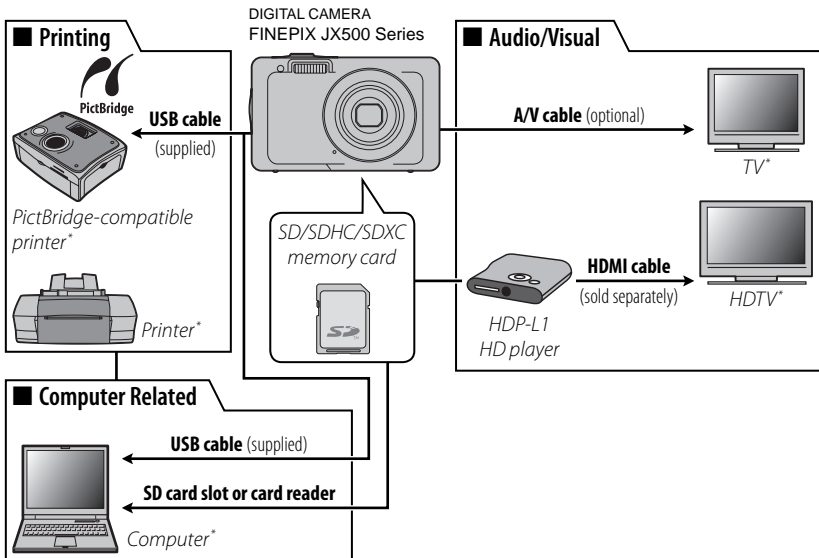 DIGITAL CAMERA
FINEPIX JX500 Series
■ Printing
PictBridge
USB cable
(supplied)
PictBridge-compatible
printer*
Printer*
■ Audio/Visual
A/V cable (optional)
TV*
SD/SDHC/SDXC
memory card
SD
HDMI cable
(sold separately)
HDP-L1
HD player
HDTV*
■ Computer Related
USB cable (supplied)
SD card slot or card reader
Computer*